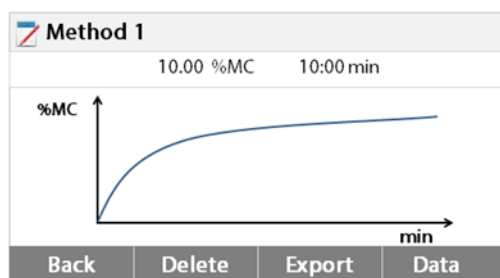 Method 1
10.00 %MC 10:00 min
%MC
min
Back Delete Export Data